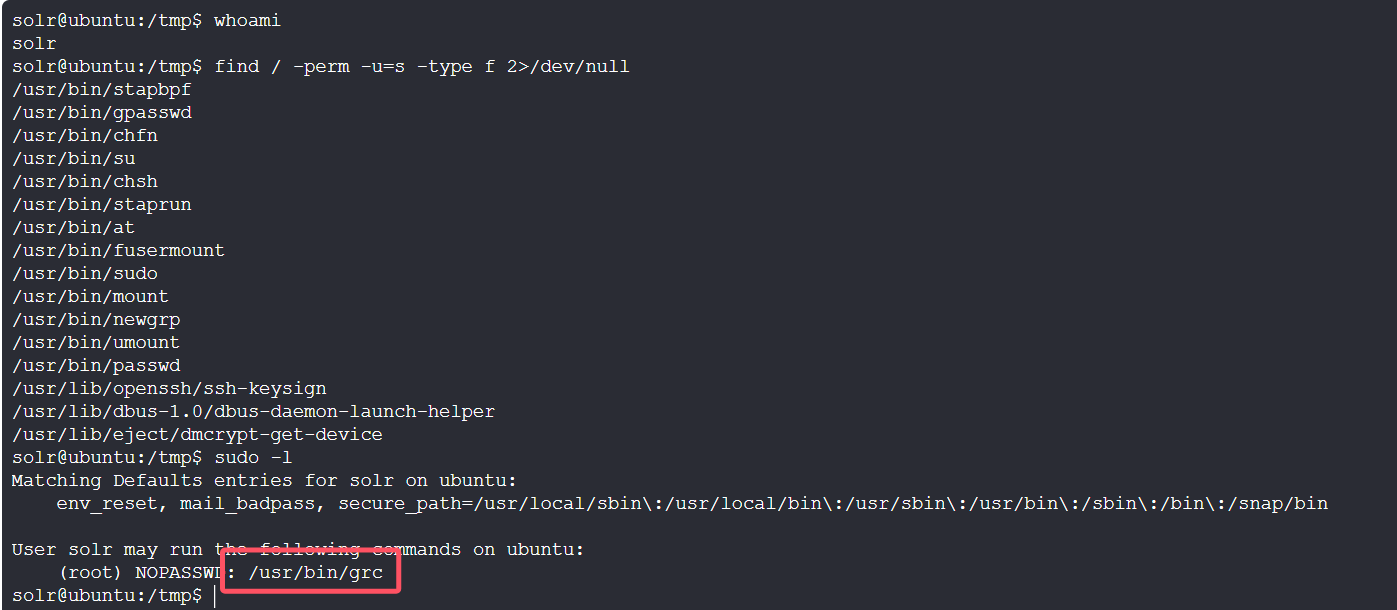 solr@ubuntu:/tmp$ whoami
solr
solr@ubuntu:/tmp$ find / -perm -u=s -type f 2>/dev/null
/usr/bin/stapbpf
/usr/bin/gpasswd
/usr/bin/chfn
/usr/bin/su
/usr/bin/chsh
/usr/bin/staprun
/usr/bin/at
/usr/bin/fusermount
/usr/bin/sudo
/usr/bin/mount
/usr/bin/newgrp
/usr/bin/umount
/usr/bin/passwd
/usr/lib/openssh/ssh-keysign
/usr/lib/dbus-1.0/dbus-daemon-launch-helper
/usr/lib/eject/dmcrypt-get-device
solr@ubuntu:/tmp$ sudo -l
Matching Defaults entries for solr on ubuntu:
    env_reset, mail_badpass, secure_path=/usr/local/sbin\:/usr/local/bin\:/usr/sbin\:/usr/bin\:/sbin\:/bin\:/snap/bin
User solr may run the following commands on ubuntu:
    (root) NOPASSWD: /usr/bin/grc
solr@ubuntu:/tmp$